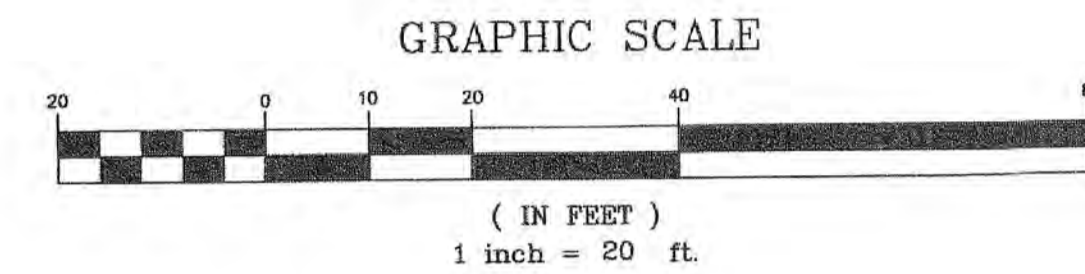 GRAPHIC SCALE
20 0 10 20 40
( IN FEET )
1 inch = 20 ft.